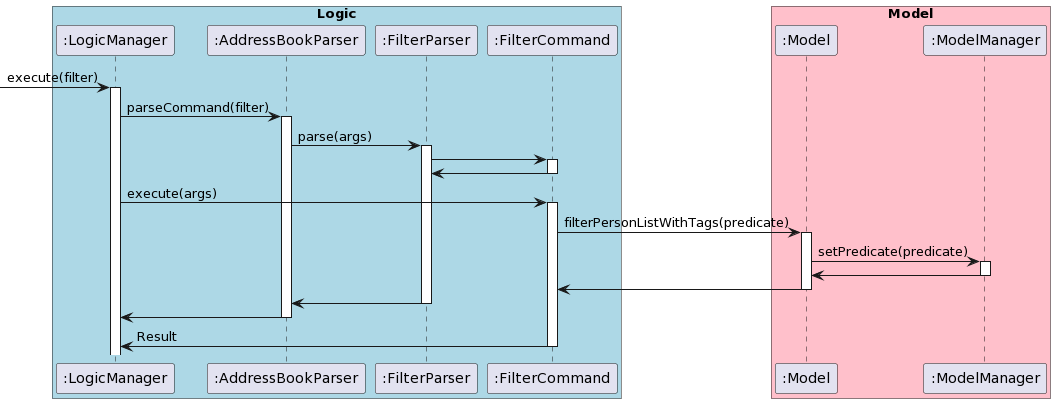 Logic
Model
:LogicManager
:AddressBookParser
:FilterParser
:FilterCommand
:Model
:ModelManager
execute(filter)
parseCommand(filter)
parse(args)
execute(args)
filterPersonListWithTags(predicate)
setPredicate(predicate)
Result
:LogicManager
:AddressBookParser
:FilterParser
:FilterCommand
:Model
:ModelManager